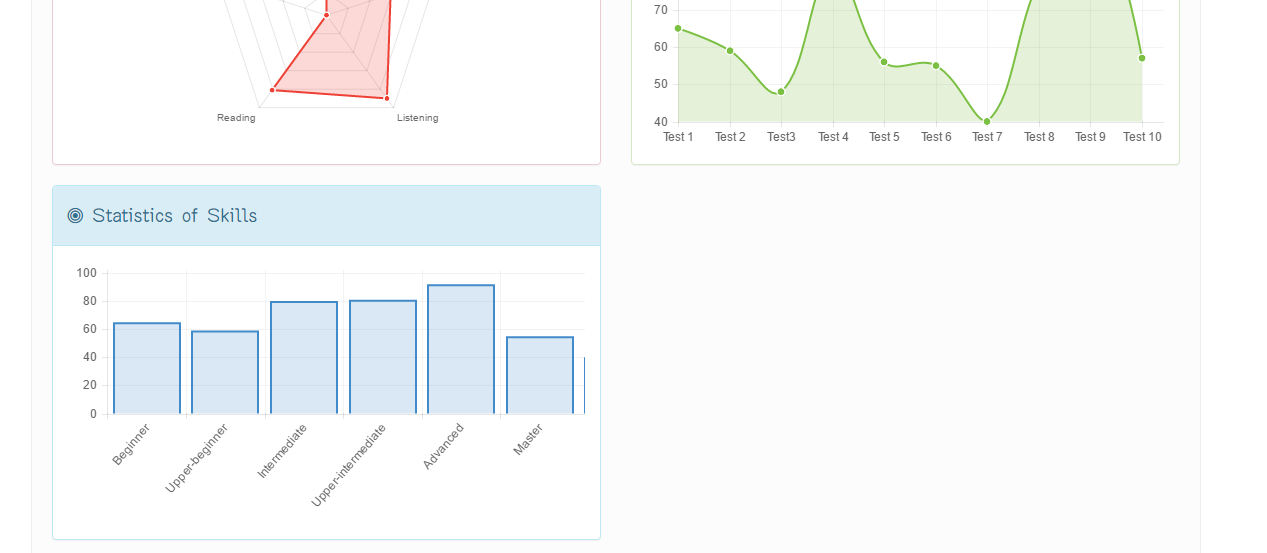 Reading Listening
70
60
50
40
Test 1 Test 2 Test3 Test 4 Test 5 Test 6 Test 7 Test 8 Test 9 Test 10
Statistics of Skills
100
80
60
40
20
0
Beginner
Upper-beginner
Intermediate
Upper-intermediate
Advanced
Master